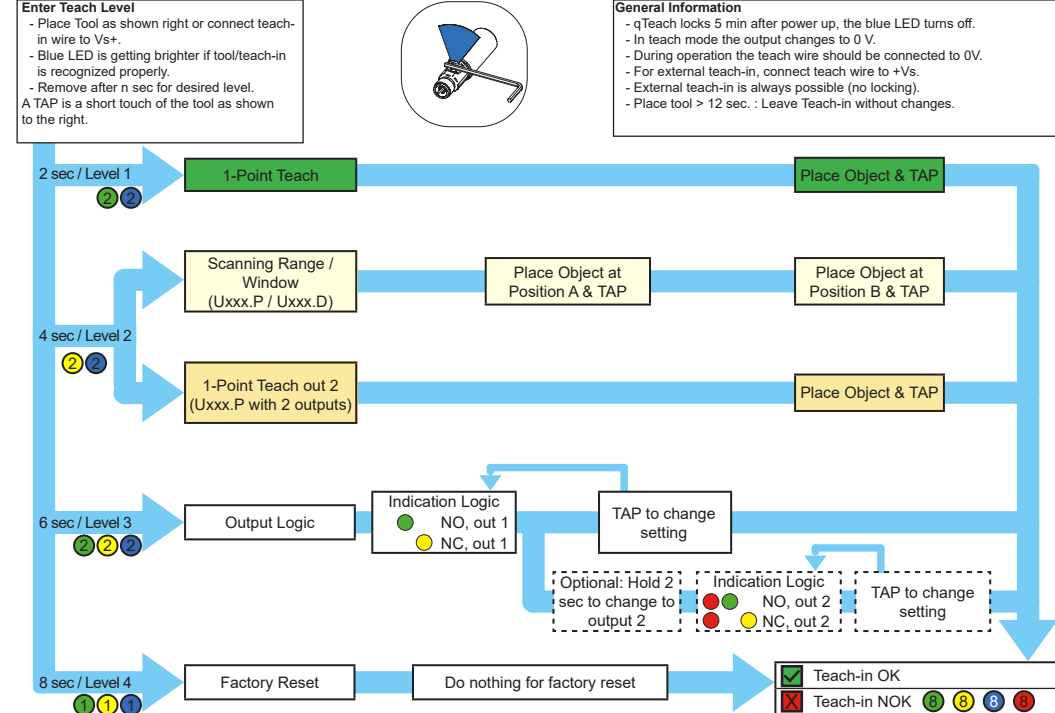 Enter Teach Level
- Place Tool as shown right or connect teach-
in wire to Vs+.
- Blue LED is getting brighter if tool/teach-in
is recognized properly.
- Remove after n sec for desired level.
A TAP is a short touch of the tool as shown
to the right.
General Information
- qTeach locks 5 min after power up, the blue LED turns off.
- In teach mode the output changes to 0 V.
- During operation the teach wire should be connected to 0V.
- For external teach-in, connect teach wire to +Vs.
- External teach-in is always possible (no locking).
- Place tool > 12 sec. : Leave Teach-in without changes.
2 sec / Level 1
2 2
1-Point Teach
Place Object & TAP
4 sec / Level 2
2 2
Scanning Range /
Window
(Uxxx.P / Uxxx.D)
Place Object at
Position A & TAP
Place Object at
Position B & TAP
1-Point Teach out 2
(Uxxx.P with 2 outputs)
Place Object & TAP
6 sec / Level 3
2 2 2
Output Logic
Indication Logic
NO, out 1
NC, out 1
TAP to change
setting
Optional: Hold 2
sec to change to
output 2
Indication Logic
NO, out 2
NC, out 2
TAP to change
setting
8 sec / Level 4
1 1 1
Factory Reset
Do nothing for factory reset
Teach-in OK
Teach-in NOK 8 8 8 8